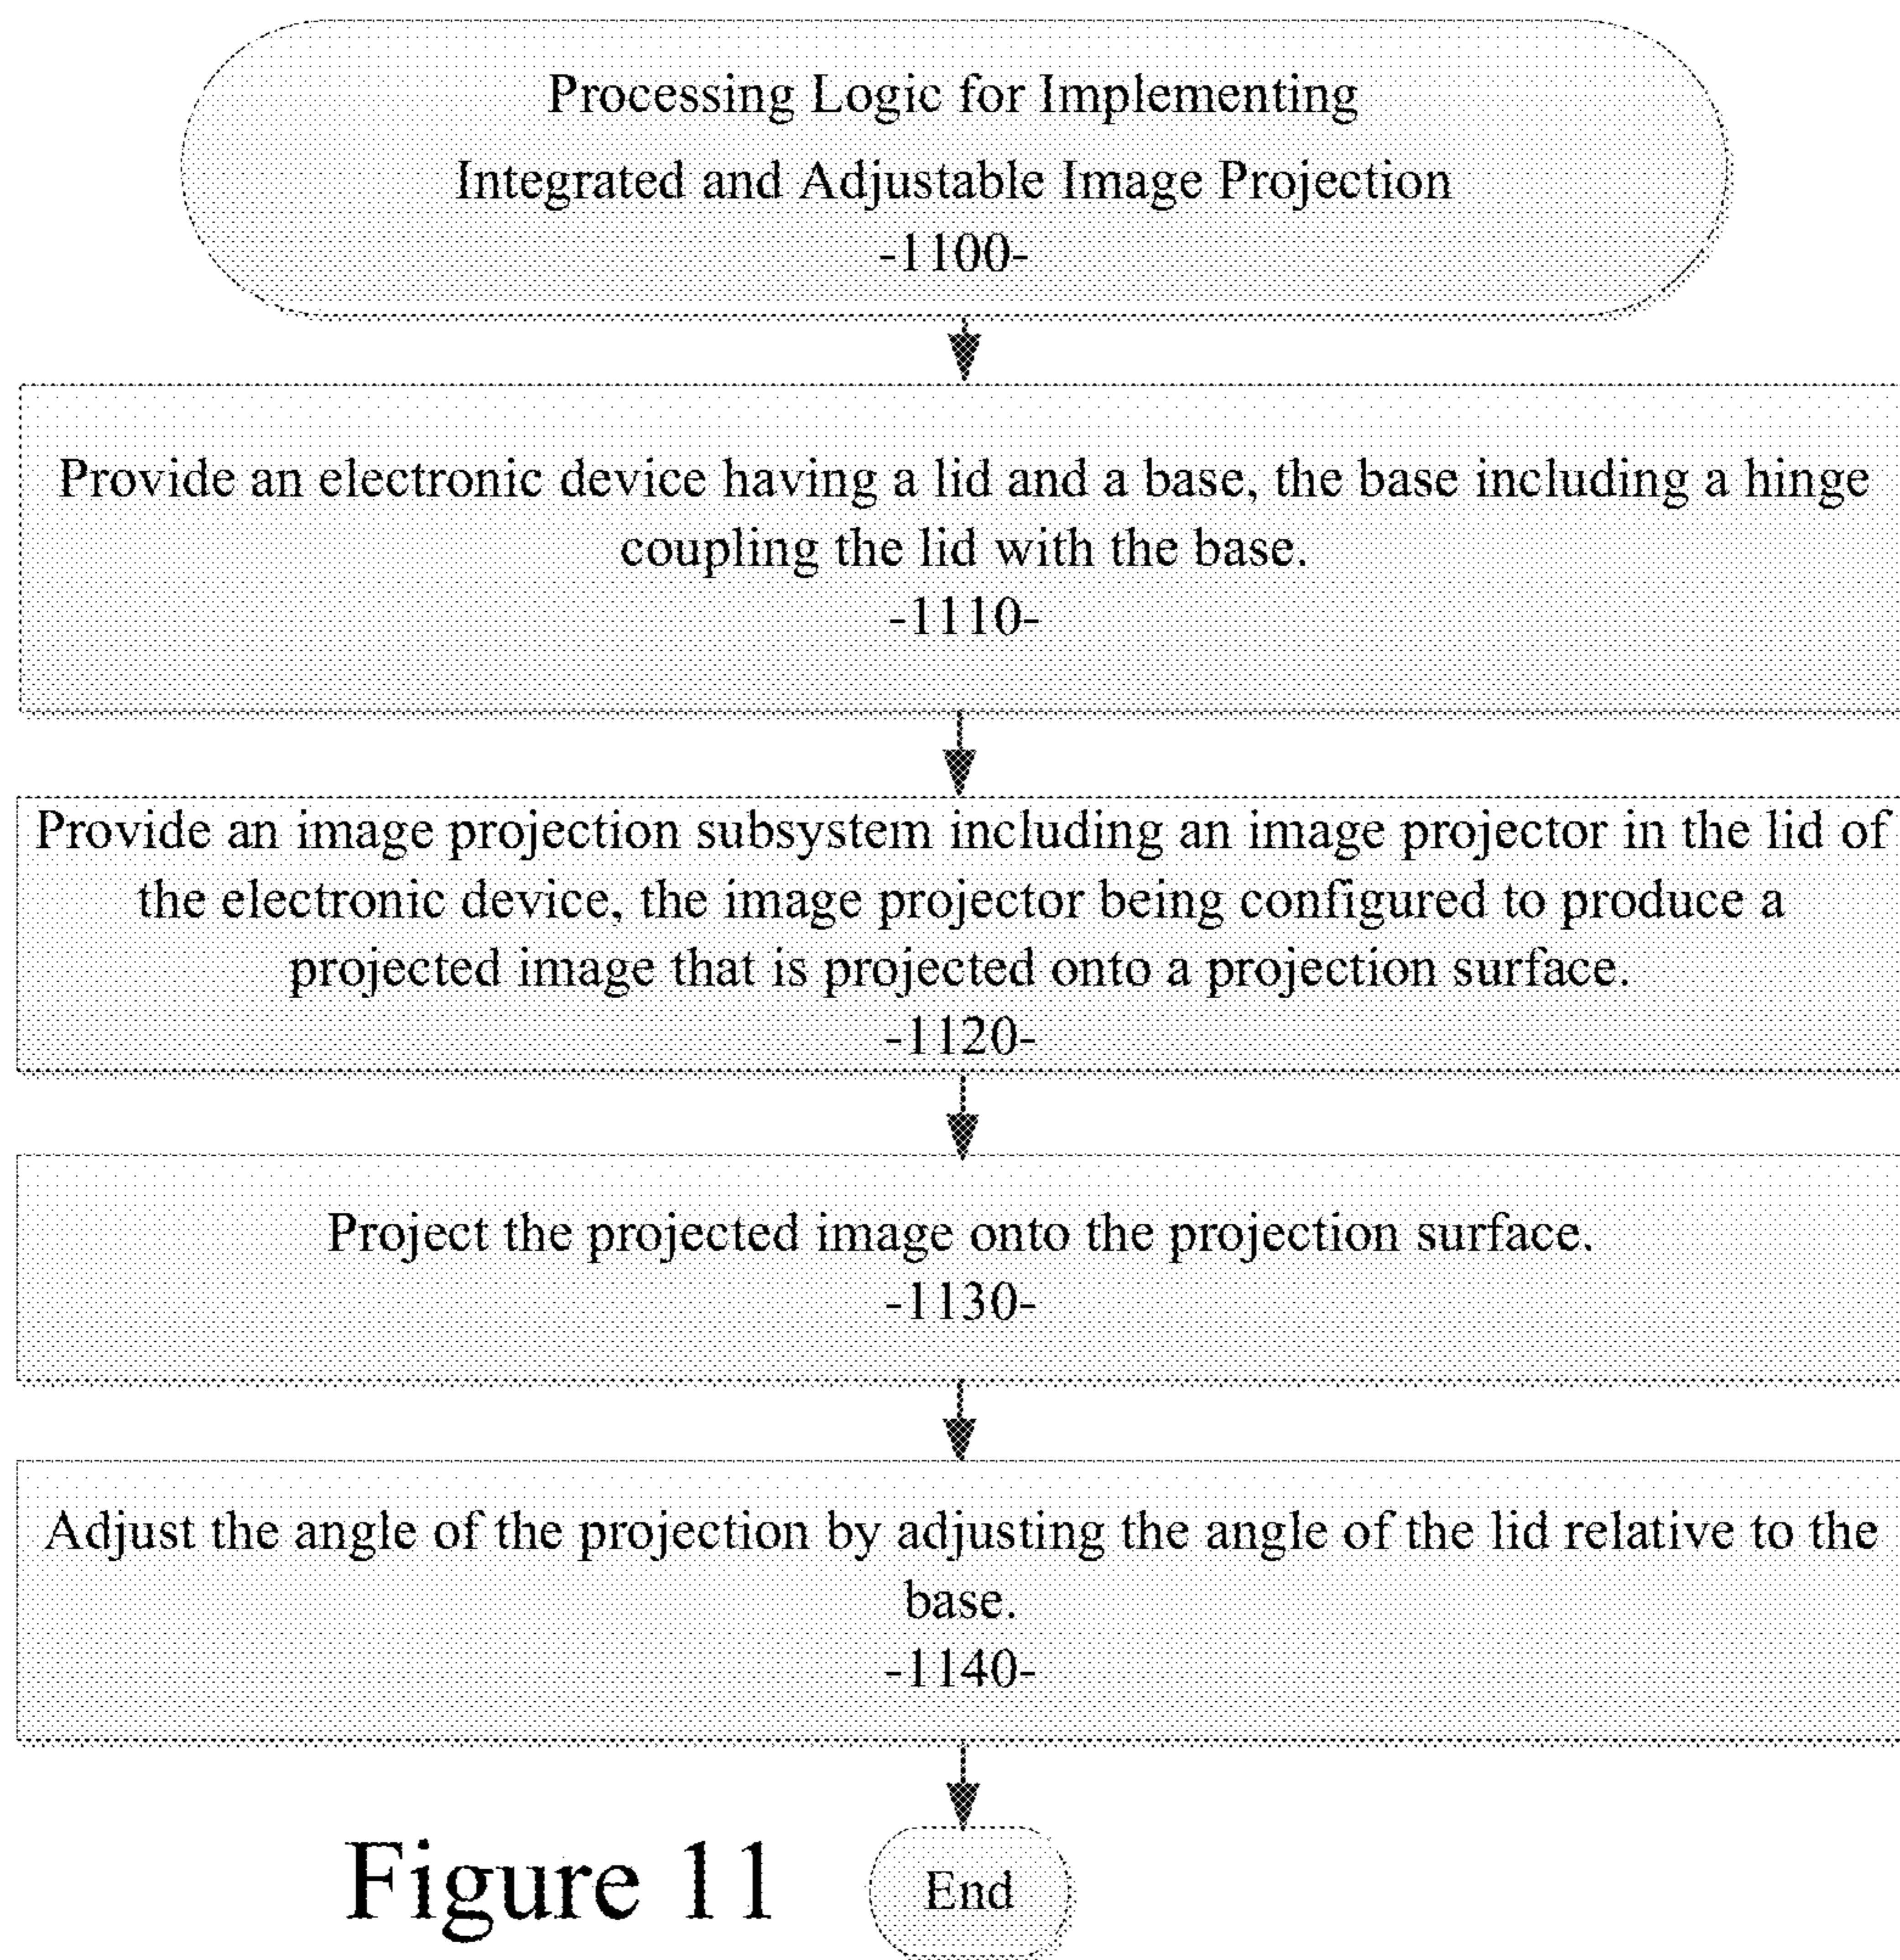 Processing Logic for Implementing
Integrated and Adjustable Image Projection
-1100-
Provide an electronic device having a lid and a base, the base including a hinge
coupling the lid with the base.
-1110-
Provide an image projection subsystem including an image projector in the lid of
the electronic device, the image projector being configured to produce a
projected image that is projected onto a projection surface.
-1120-
Project the projected image onto the projection surface.
-1130-
Adjust the angle of the projection by adjusting the angle of the lid relative to the
base.
-1140-
Figure 11
End